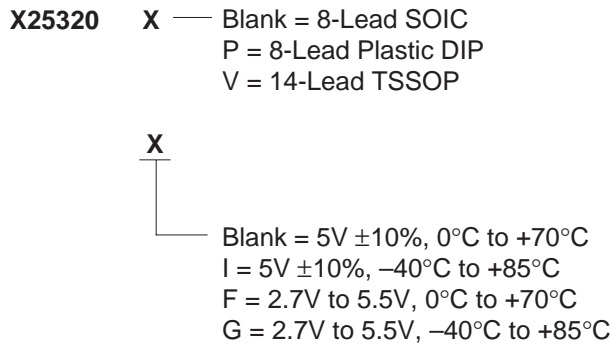 X25320 X Blank = 8-Lead SOIC
P = 8-Lead Plastic DIP
V = 14-Lead TSSOP
X
Blank = 5V ±10%, 0°C to +70°C
I = 5V ±10%, –40°C to +85°C
F = 2.7V to 5.5V, 0°C to +70°C
G = 2.7V to 5.5V, –40°C to +85°C